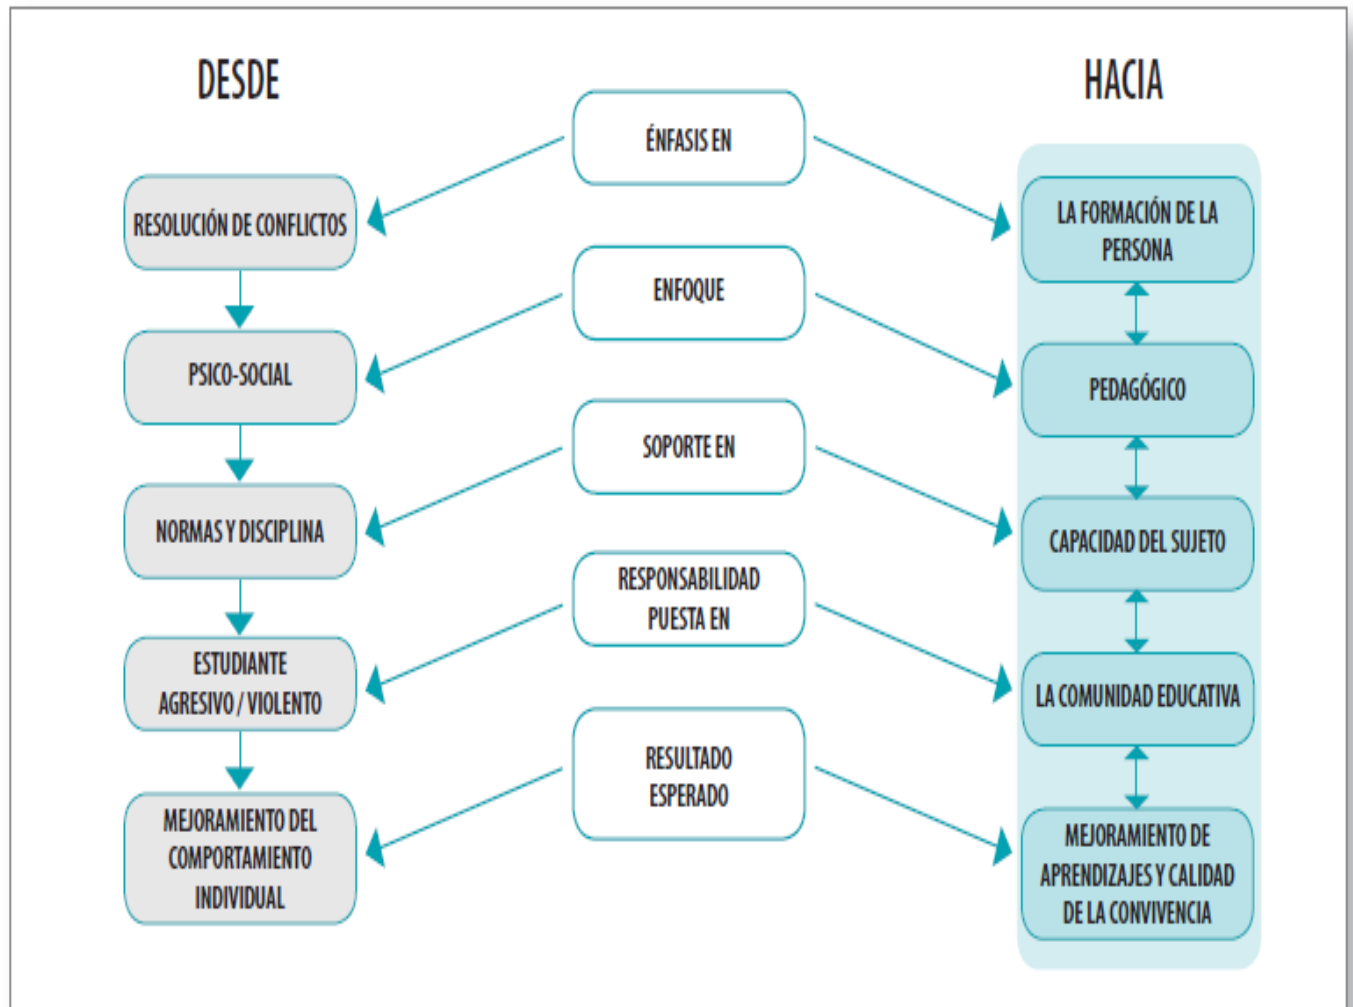 DESDE
HACIA
ÉNFASIS EN
RESOLUCIÓN DE CONFLICTOS
LA FORMACIÓN DE LA
PERSONA
ENFOQUE
PSICO-SOCIAL
PEDAGÓGICO
SOPORTE EN
NORMAS Y DISCIPLINA
CAPACIDAD DEL SUJETO
RESPONSABILIDAD
PUESTA EN
ESTUDIANTE
AGRESIVO / VIOLENTO
LA COMUNIDAD EDUCATIVA
RESULTADO
ESPERADO
MEJORAMIENTO DEL
COMPORTAMIENTO
INDIVIDUAL
MEJORAMIENTO DE
APRENDIZAJES Y CALIDAD
DE LA CONVIVENCIA